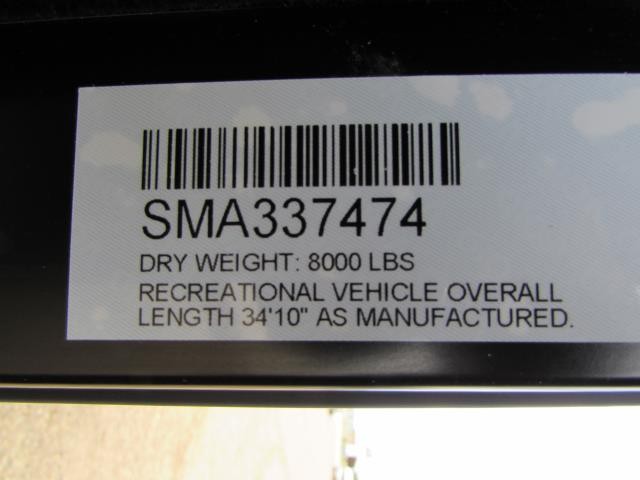 SMA337474
DRY WEIGHT: 8000 LBS
RECREATIONAL VEHICLE OVERALL
LENGTH 34'10" AS MANUFACTURED.